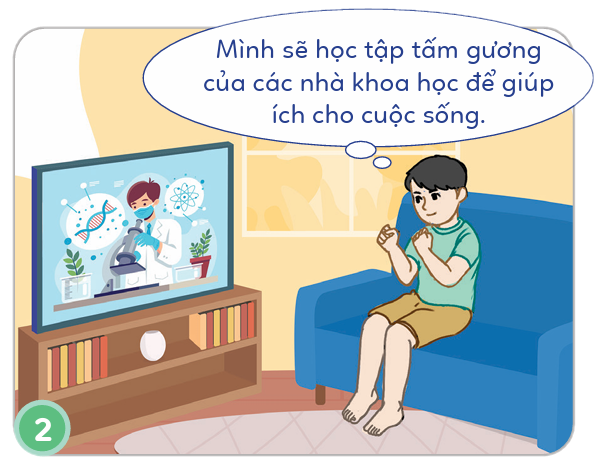 Mình sẽ học tập tấm gương
của các nhà khoa học để giúp
ích cho cuộc sống.
2